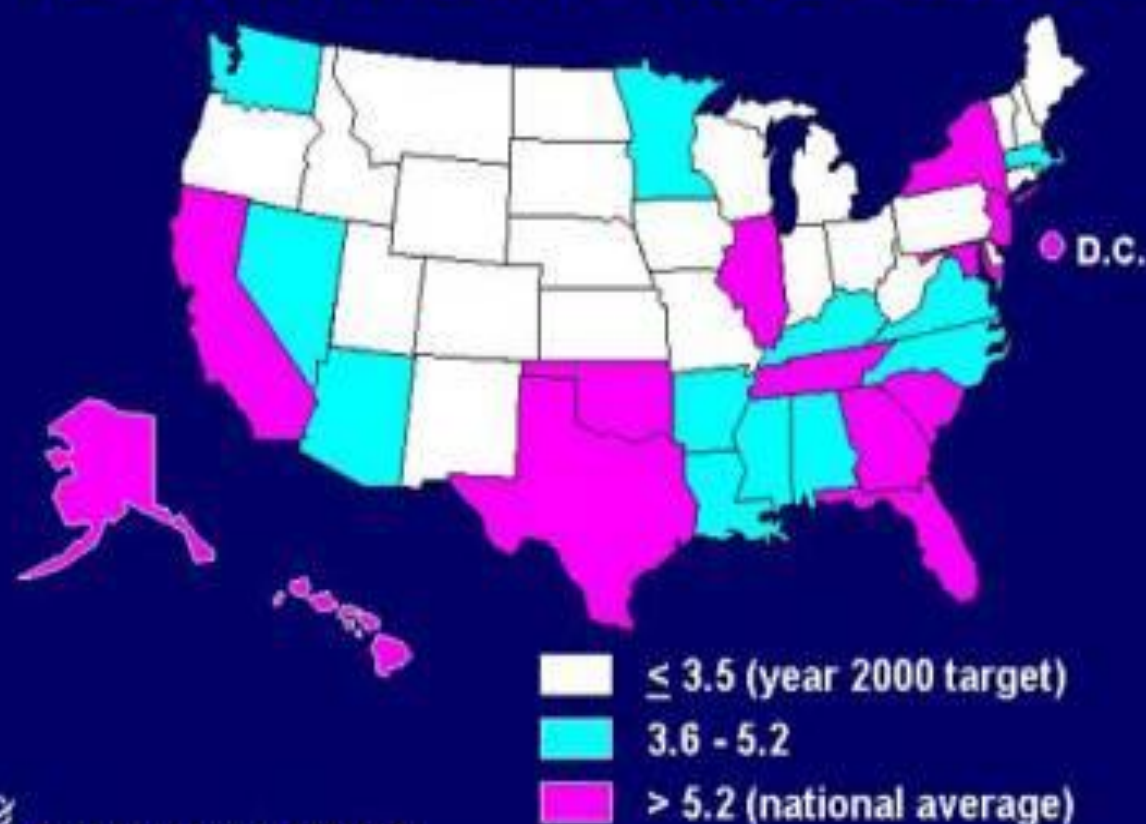 D.C.
≤ 3.5 (year 2000 target)
3.6 - 5.2
> 5.2 (national average)